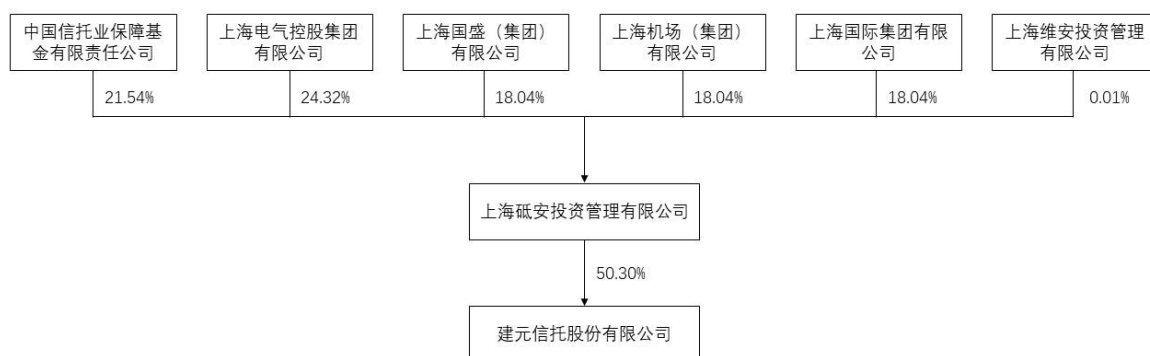 中国信托业保障基
金有限责任公司
上海电气控股集团
有限公司
上海国盛（集团）
有限公司
上海机场（集团）
有限公司
上海国际集团有限
公司
上海维安投资管理
有限公司
21.54%
24.32%
18.04%
18.04%
18.04%
0.01%
上海砥安投资管理有限公司
50.30%
建元信托股份有限公司